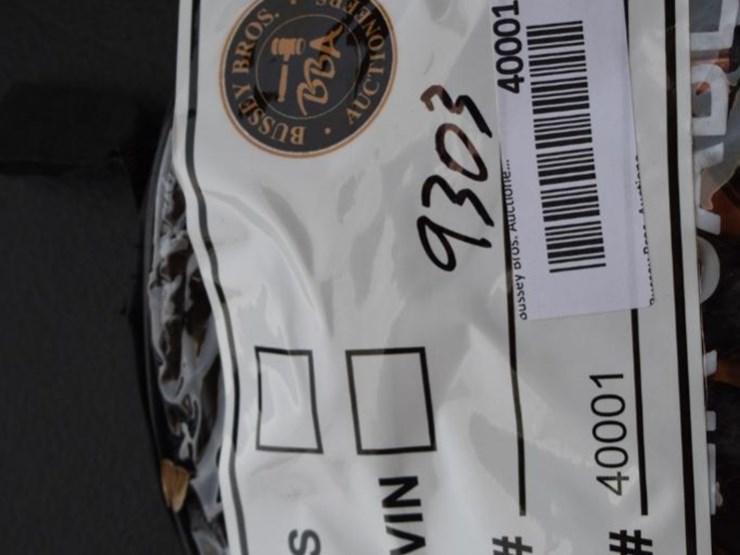 BUSSEY BROS. AUCTIONEERS
BBA
S
VIN
9303
#
Bussey Bros. Auctione...
40001
# 40001